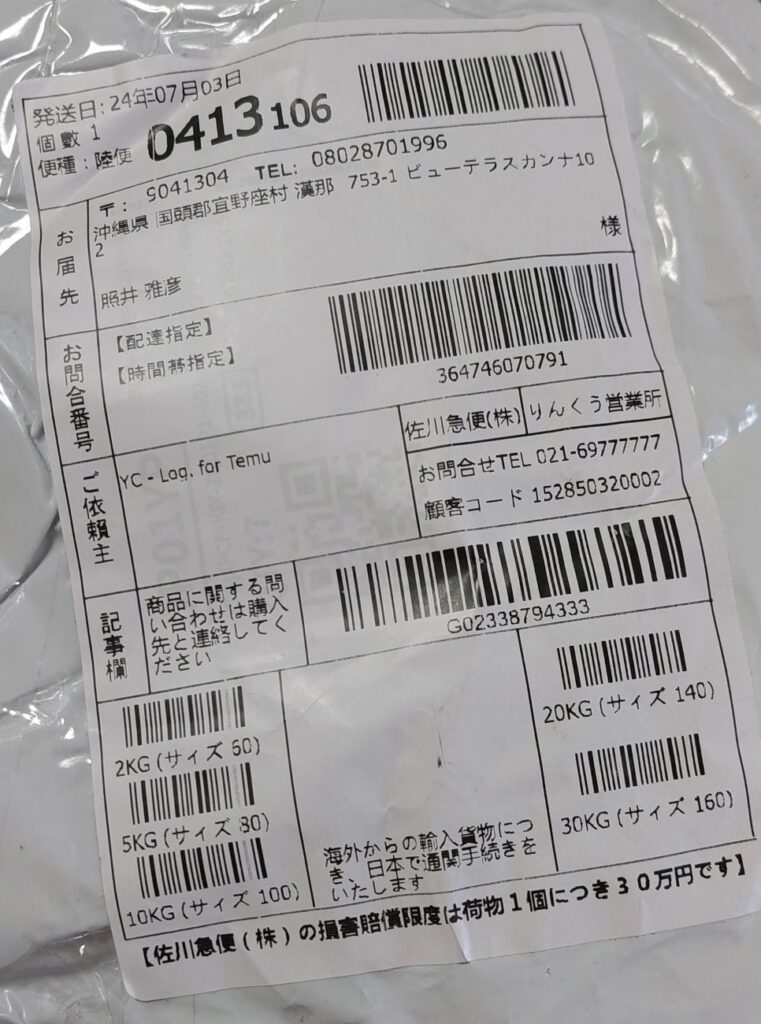 発送日: 24年07月03日
個數 1
便種：陸便
0413 106
〒： 9041304 TEL: 08028701996
沖縄県 国頭郡宜野座村 漢那 753-1 ビューテラスカンナ10
2
様
お届先
照井 雅彦
お問合番号
【配達指定】
【時間帯指定】
364746070791
佐川急便(株) りんくう営業所
ご依頼主
YC - Log. for Temu
お問合せTEL 021-69777777
顧客コード 152850320002
記事欄
商品に関する問
い合わせは購入
先と連絡してく
ださい
G02338794333
2KG (サイズ 60)
5KG (サイズ 80)
10KG (サイズ 100)
海外からの輸入貨物につ
き、日本で通関手続きを
いたします
20KG (サイズ 140)
30KG (サイズ 160)
【佐川急便(株)の損害賠償限度は荷物１個につき３０万円です】